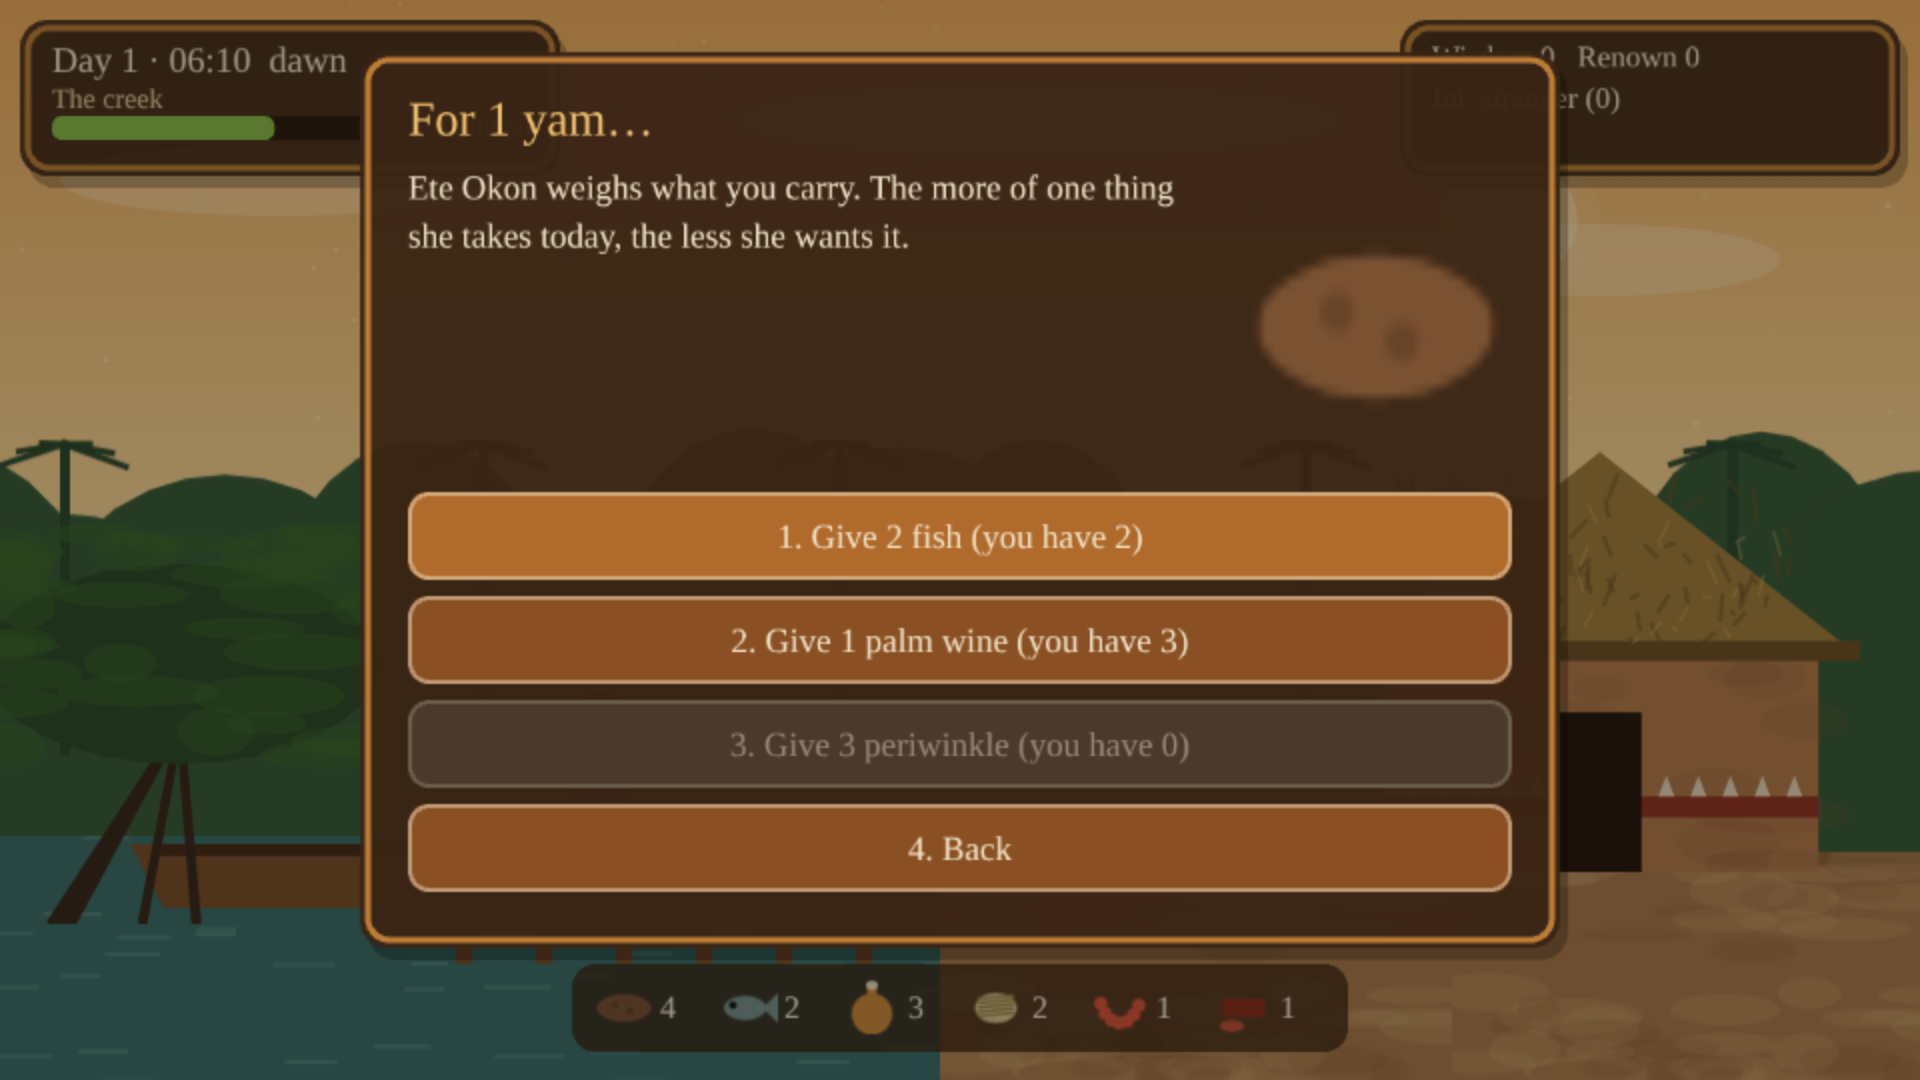 Day 1 · 06:10 dawn
The creek
0 Renown 0
(0)
For 1 yam…
Ete Okon weighs what you carry. The more of one thing
she takes today, the less she wants it.
1. Give 2 fish (you have 2)
2. Give 1 palm wine (you have 3)
3. Give 3 periwinkle (you have 0)
4. Back
4 2 3 2 1 1